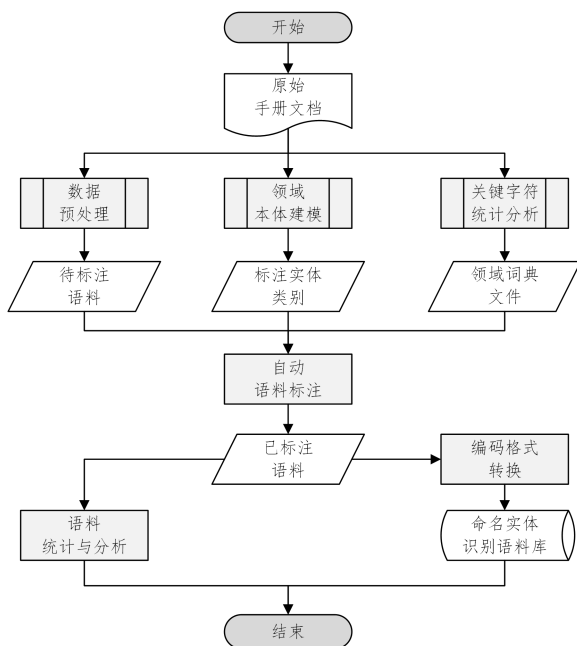 开始
原始
手册文档
数据
预处理
领域
本体建模
关键字符
统计分析
待标注
语料
标注实体
类别
领域词典
文件
自动
语料标注
已标注
语料
编码格式
转换
语料
统计与分析
命名实体
识别语料库
结束